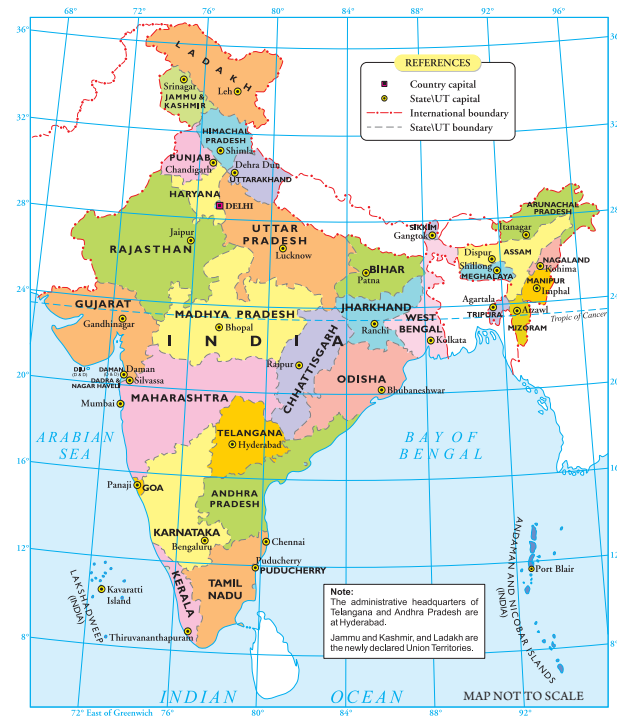 68° 72° 76° 80° 84° 88° 92° 96°
36°
32°
28°
24°
20°
16°
12°
8°
REFERENCES
Country capital
State\UT capital
International boundary
State\UT boundary
LADAKH
Leh
Srinagar
JAMMU &
KASHMIR
HIMACHAL
PRADESH
Shimla
PUNJAB
Chandigarh
Dehra Dun
UTTARAKHAND
HARYANA
DELHI
RAJASTHAN
Jaipur
UTTAR
PRADESH
Lucknow
BIHAR
Patna
SIKKIM
Gangtok
ARUNACHAL
PRADESH
Itanagar
Dispur
ASSAM
Shillong
MEGHALAYA
NAGALAND
Kohima
MANIPUR
Imphal
Agartala
TRIPURA
Aizawl
MIZORAM
Tropic of Cancer
GUJARAT
Gandhinagar
MADHYA PRADESH
Bhopal
INDIA
JHARKHAND
Ranchi
WEST
BENGAL
Kolkata
CHHATTISGARH
Raipur
ODISHA
Bhubaneshwar
DIU
(D & D)
DAMAN
(D & D)
Daman
DADRA &
NAGAR HAVELI
Silvassa
Mumbai
MAHARASHTRA
TELANGANA
Hyderabad
ARABIAN
SEA
BAY OF
BENGAL
Panaji
GOA
ANDHRA
PRADESH
KARNATAKA
Bengaluru
Chennai
Puducherry
PUDUCHERRY
TAMIL
NADU
KERALA
Thiruvananthapuram
LAKSHADWEEP
(INDIA)
Kavaratti
Island
ANDAMAN AND NICOBAR ISLANDS
(INDIA)
Port Blair
Note:
The administrative headquarters of
Telangana and Andhra Pradesh are
at Hyderabad.
Jammu and Kashmir, and Ladakh are
the newly declared Union Territories.
INDIAN OCEAN
MAP NOT TO SCALE
72° East of Greenwich 76° 80° 84° 88° 92°